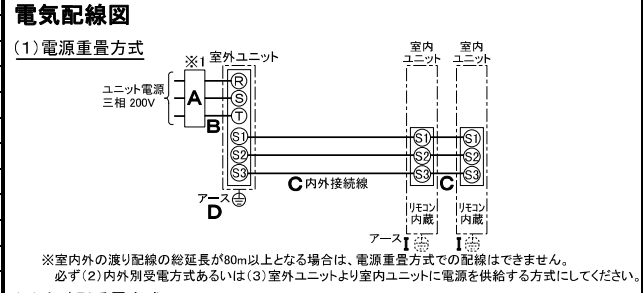 電気配線図
(1)電源重畳方式
※1
室外ユニット
室内
ユニット
室内
ユニット
ユニット電源
三相 200V
A
B
R
S
T
S1
S2
S3
S1
S2
S3
S1
S2
S3
C内外接続線
C
アース
D
リモコン
内蔵
リモコン
内蔵
アース I
I
※室内外の渡り配線の総延長が80m以上となる場合は、電源重畳方式での配線はできません。
必ず(2)内外別受電方式あるいは(3)室外ユニットより室内ユニットに電源を供給する方式にしてください。